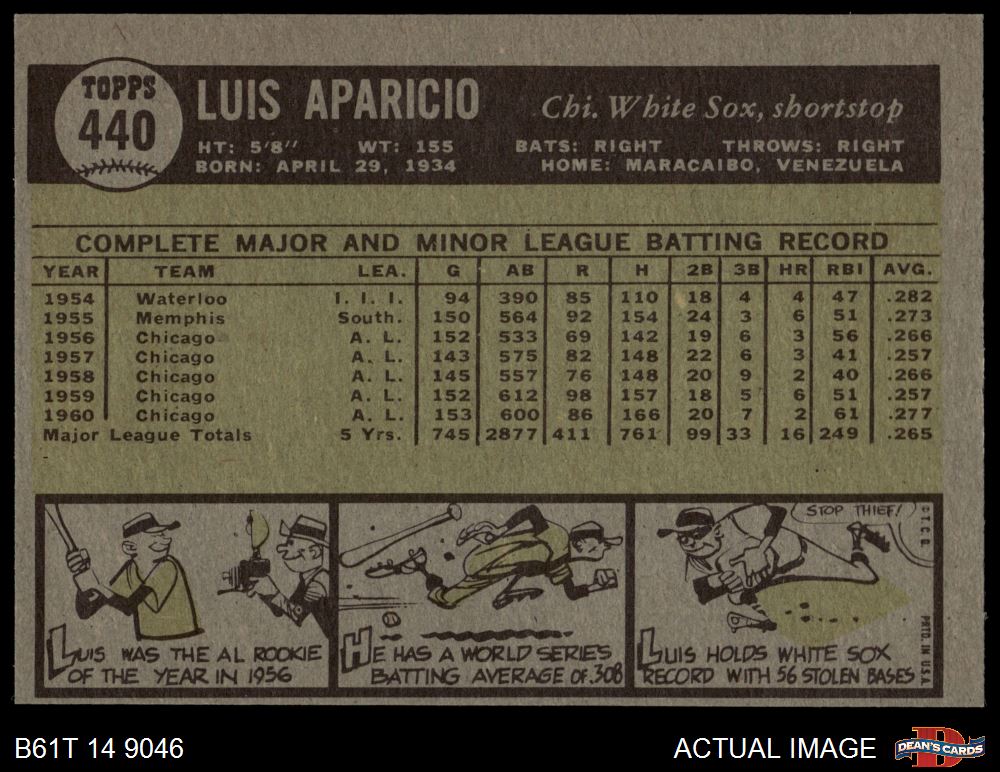 TOPPS
440
LUIS APARICIO
Chi. White Sox, shortstop
HT: 5'8" WT: 155 BATS: RIGHT THROWS: RIGHT
BORN: APRIL 29, 1934 HOME: MARACAIBO, VENEZUELA
COMPLETE MAJOR AND MINOR LEAGUE BATTING RECORD
YEAR TEAM LEA. G AB R H 2B 3B HR RBI AVG.
1954 Waterloo I. I. I. 94 390 85 110 18 4 4 47 .282
1955 Memphis South. 150 564 92 154 24 3 6 51 .273
1956 Chicago A. L. 152 533 69 142 19 6 3 56 .266
1957 Chicago A. L. 143 575 82 148 22 6 3 41 .257
1958 Chicago A. L. 145 557 76 148 20 9 2 40 .266
1959 Chicago A. L. 152 612 98 157 18 5 6 51 .257
1960 Chicago A. L. 153 600 86 166 20 7 2 61 .277
Major League Totals 5 Yrs. 745 2877 411 761 99 33 16 249 .265
LUIS WAS THE AL ROOKIE
OF THE YEAR IN 1956
HE HAS A WORLD SERIES
BATTING AVERAGE OF .308
STOP THIEF!
LUIS HOLDS WHITE SOX
RECORD WITH 56 STOLEN BASES
© T.C.G.
PRTD. IN U.S.A.
B61T 14 9046
ACTUAL IMAGE
D
DEAN'S CARDS